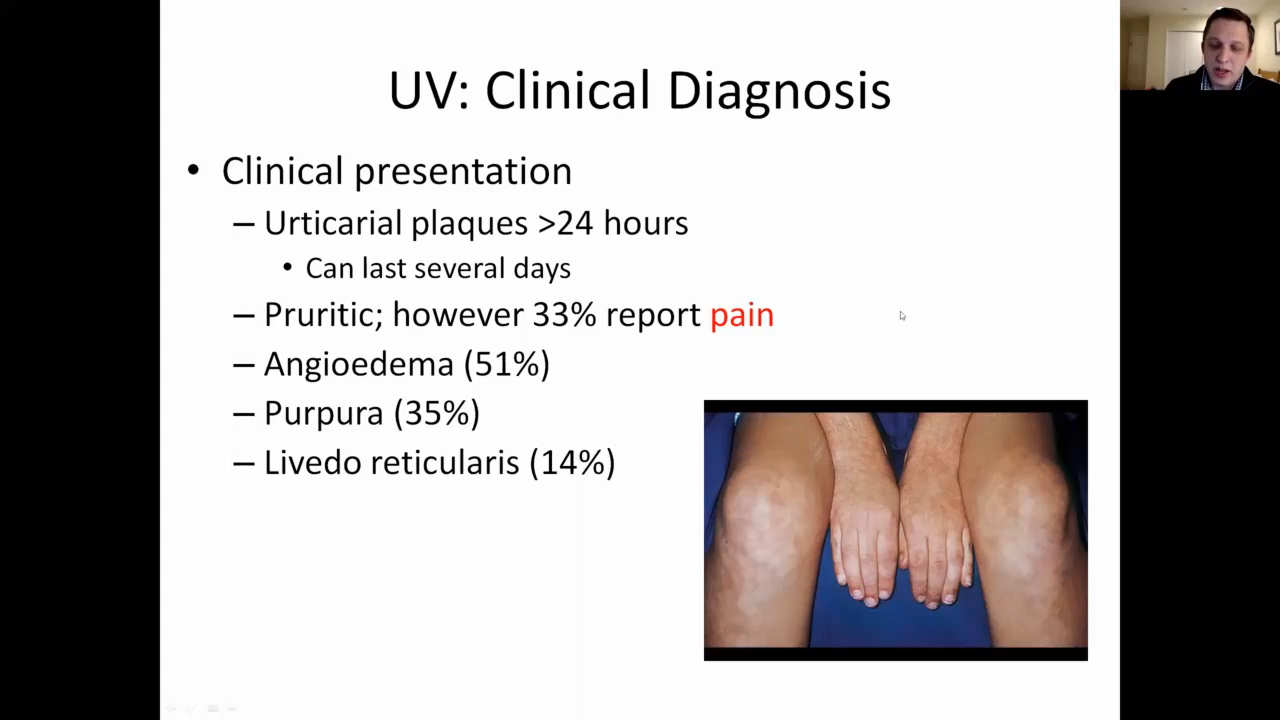 UV: Clinical Diagnosis
• Clinical presentation
– Urticarial plaques >24 hours
• Can last several days
– Pruritic; however 33% report pain
– Angioedema (51%)
– Purpura (35%)
– Livedo reticularis (14%)